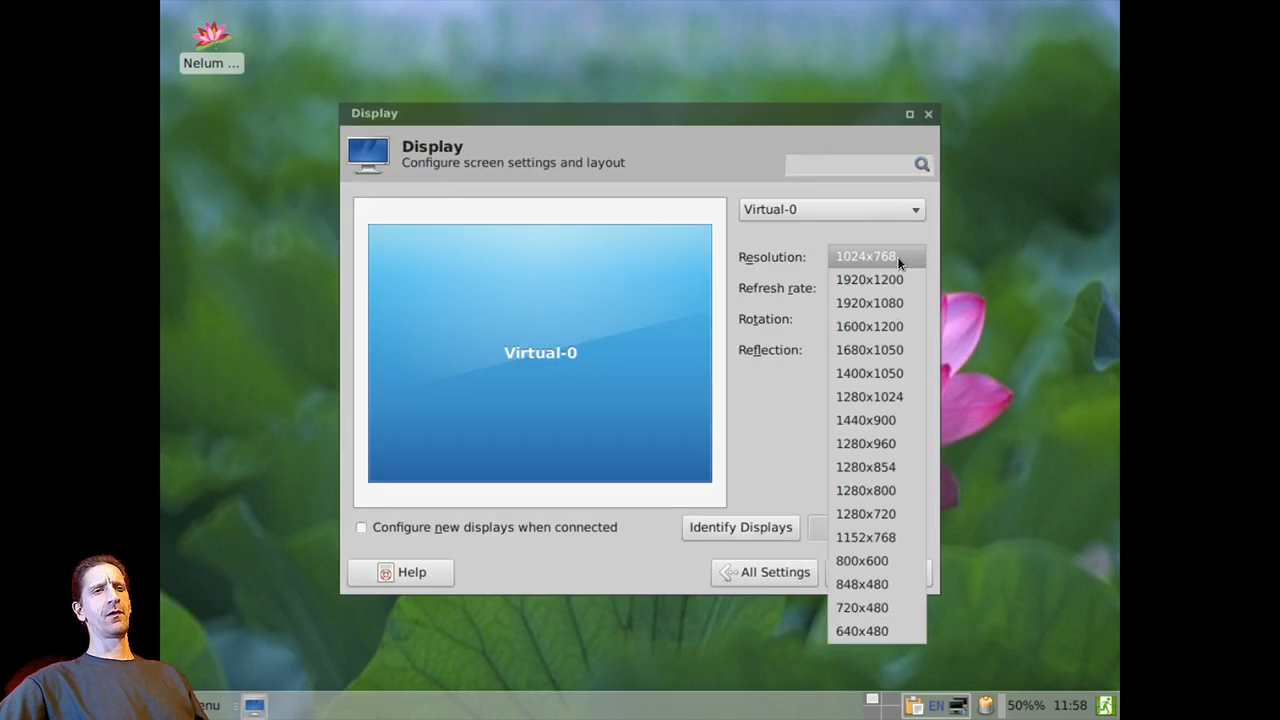 Nelum ...
Display
Display
Configure screen settings and layout
Virtual-0
Virtual-0
Resolution:
Refresh rate:
Rotation:
Reflection:
1024x768
1920x1200
1920x1080
1600x1200
1680x1050
1400x1050
1280x1024
1440x900
1280x960
1280x854
1280x800
1280x720
1152x768
800x600
848x480
720x480
640x480
Configure new displays when connected
Identify Displays
Help
All Settings
enu
EN
50%%
11:58